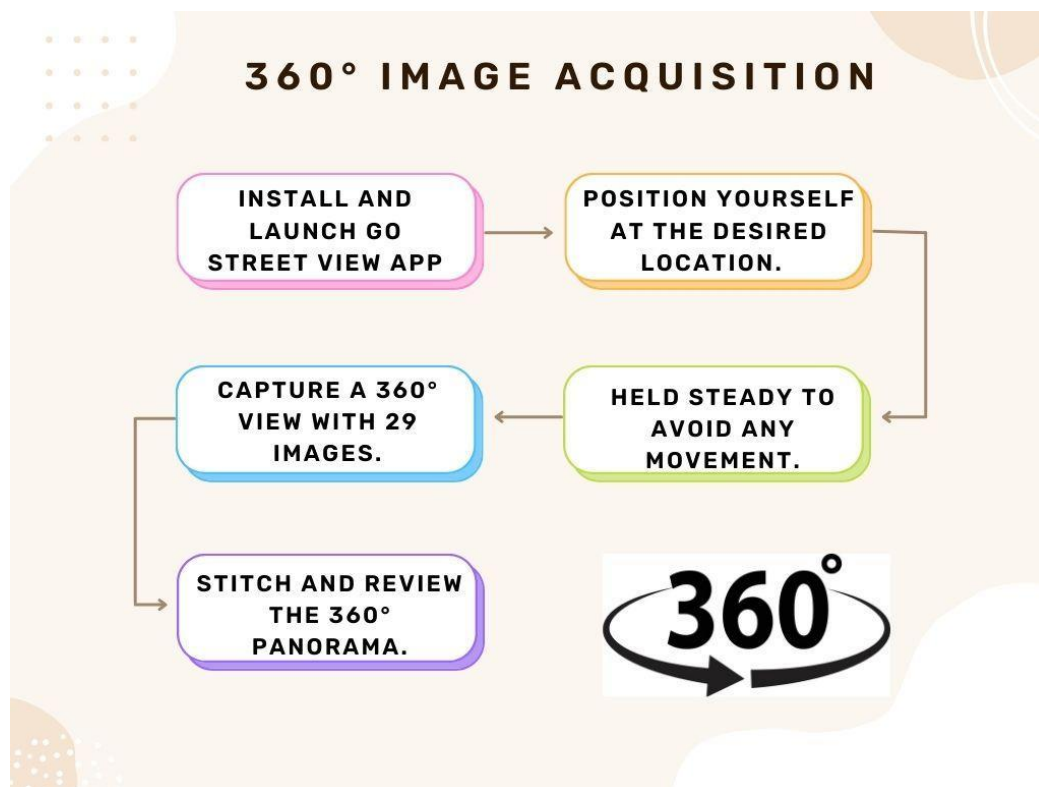 360° IMAGE ACQUISITION
INSTALL AND
LAUNCH GO
STREET VIEW APP
POSITION YOURSELF
AT THE DESIRED
LOCATION.
HELD STEADY TO
AVOID ANY
MOVEMENT.
CAPTURE A 360°
VIEW WITH 29
IMAGES.
STITCH AND REVIEW
THE 360°
PANORAMA.
360°